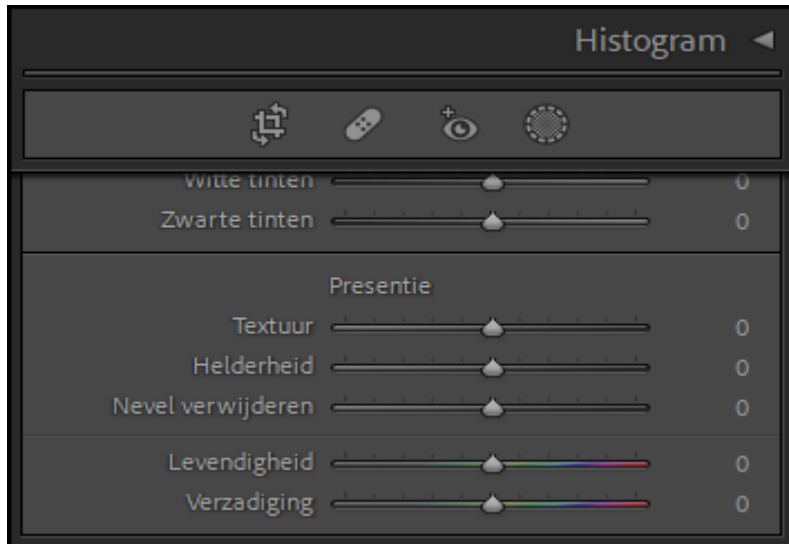 Histogram
Witte tinten 0
Zwarte tinten 0
Presentie
Textuur 0
Helderheid 0
Nevel verwijderen 0
Levendigheid 0
Verzadiging 0